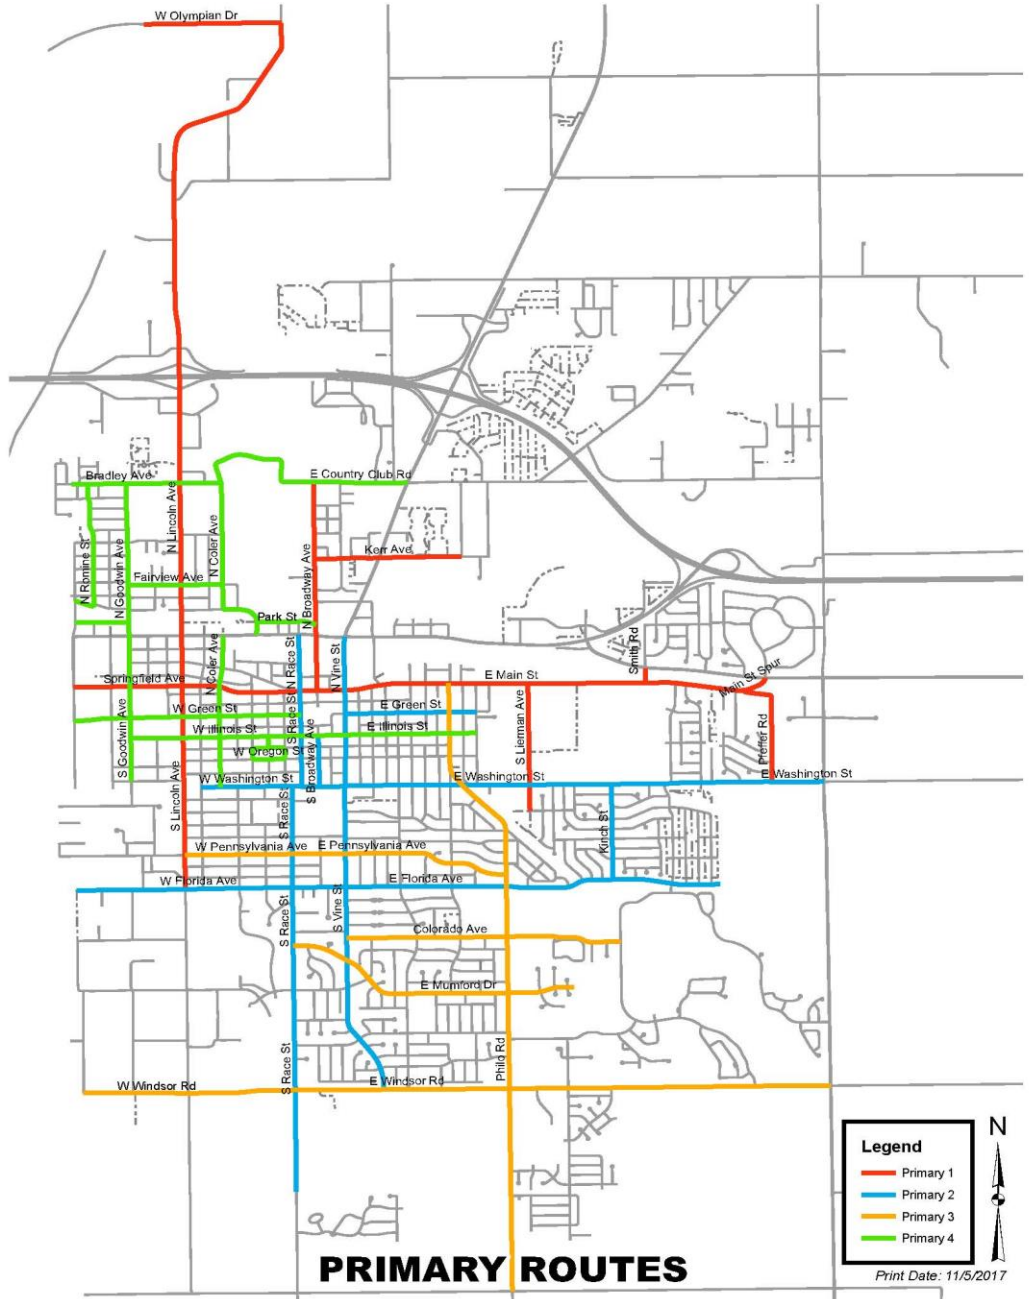 W Olympian Dr
Bradley Ave
E Country Club Rd
N Lincoln Ave
N Coler Ave
N Romine St
N Goodwin Ave
Kerr Ave
N Broadway Ave
Fairview Ave
Park St
N Race St
N Vine St
Smith Rd
N Coler Ave
E Main St
Main St Spur
Springfield Ave
W Green St
E Green St
S Race St
S Lierman Ave
Pfeffer Rd
W Illinois St
E Illinois St
S Goodwin Ave
W Oregon St
S Broadway Ave
W Washington St
E Washington St
E Washington St
S Lincoln Ave
S Race St
Kinch St
W Pennsylvania Ave
E Pennsylvania Ave
W Florida Ave
E Florida Ave
S Race St
S Vine St
Colorado Ave
E Mumford Dr
S Race St
Philo Rd
W Windsor Rd
E Windsor Rd
N
Legend
Primary 1
Primary 2
Primary 3
Primary 4
PRIMARY ROUTES
Print Date: 11/5/2017